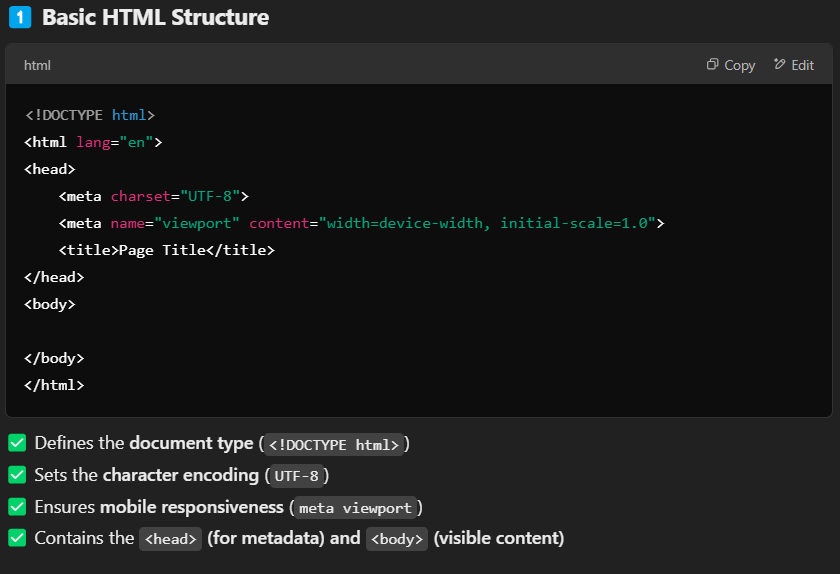 1 Basic HTML Structure
html Copy Edit
<!DOCTYPE html>
<html lang="en">
<head>
    <meta charset="UTF-8">
    <meta name="viewport" content="width=device-width, initial-scale=1.0">
    <title>Page Title</title>
</head>
<body>
</body>
</html>
✅ Defines the document type (<!DOCTYPE html>)
✅ Sets the character encoding (UTF-8)
✅ Ensures mobile responsiveness (meta viewport)
✅ Contains the <head> (for metadata) and <body> (visible content)